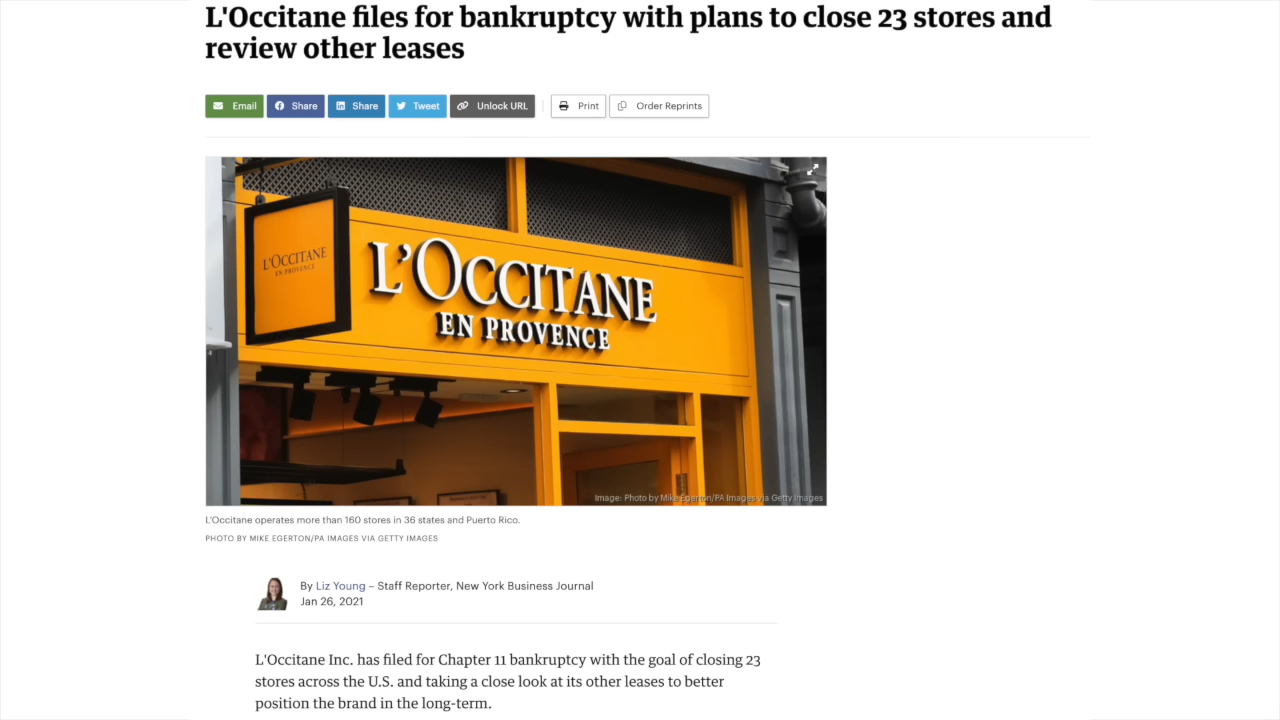 L'Occitane files for bankruptcy with plans to close 23 stores and
review other leases
Email
Share
Share
Tweet
Unlock URL
Print
Order Reprints
L'OCCITANE
EN PROVENCE
L'OCCITANE
EN PROVENCE
Image: Photo by Mike Egerton/PA Images via Getty Images
L'Occitane operates more than 160 stores in 36 states and Puerto Rico.
PHOTO BY MIKE EGERTON/PA IMAGES VIA GETTY IMAGES
By Liz Young – Staff Reporter, New York Business Journal
Jan 26, 2021
L'Occitane Inc. has filed for Chapter 11 bankruptcy with the goal of closing 23
stores across the U.S. and taking a close look at its other leases to better
position the brand in the long-term.